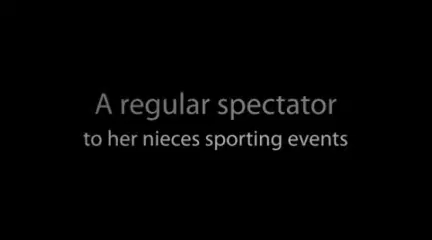 A regular spectator
to her nieces sporting events